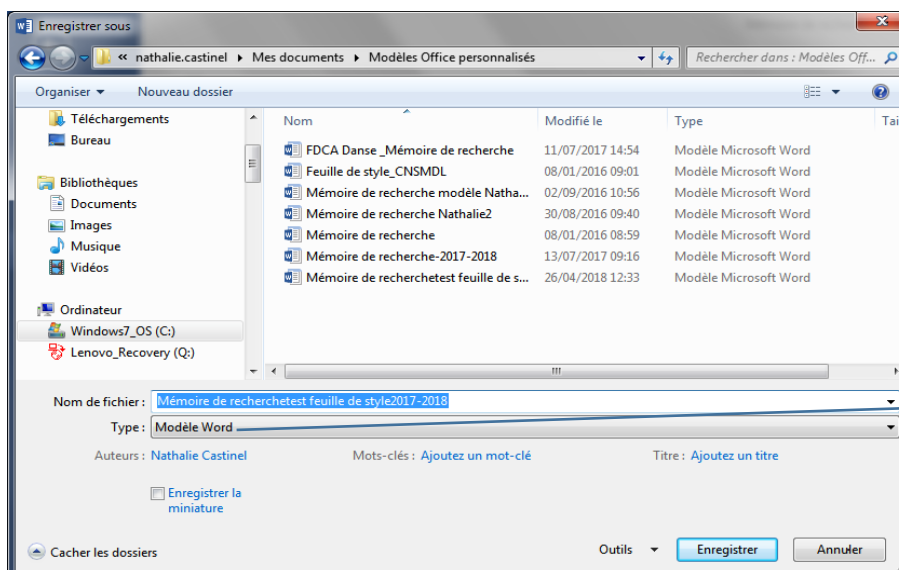 Enregistrer sous
« nathalie.castinel ▸ Mes documents ▸ Modèles Office personnalisés
Rechercher dans : Modèles Off...
Organiser
Nouveau dossier
Téléchargements
Bureau
Bibliothèques
Documents
Images
Musique
Vidéos
Ordinateur
Windows7_OS (C:)
Lenovo_Recovery (Q:)
Nom Modifié le Type Tai
FDCA Danse _Mémoire de recherche 11/07/2017 14:54 Modèle Microsoft Word
Feuille de style_CNSMDL 08/01/2016 09:01 Modèle Microsoft Word
Mémoire de recherche modèle Natha... 02/09/2016 10:56 Modèle Microsoft Word
Mémoire de recherche Nathalie2 30/08/2016 09:40 Modèle Microsoft Word
Mémoire de recherche 08/01/2016 08:59 Modèle Microsoft Word
Mémoire de recherche-2017-2018 13/07/2017 09:16 Modèle Microsoft Word
Mémoire de recherchetest feuille de s... 26/04/2018 12:33 Modèle Microsoft Word
Nom de fichier : Mémoire de recherchetest feuille de style2017-2018
Type : Modèle Word
Auteurs : Nathalie Castinel Mots-clés : Ajoutez un mot-clé Titre : Ajoutez un titre
Enregistrer la
miniature
Cacher les dossiers
Outils
Enregistrer
Annuler